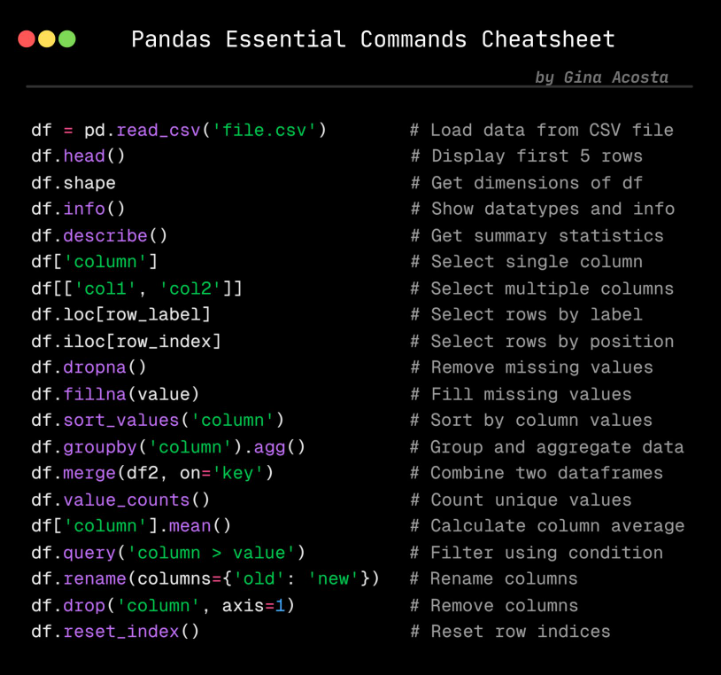 Pandas Essential Commands Cheatsheet
by Gina Acosta
df = pd.read_csv('file.csv') # Load data from CSV file
df.head() # Display first 5 rows
df.shape # Get dimensions of df
df.info() # Show datatypes and info
df.describe() # Get summary statistics
df['column'] # Select single column
df[['col1', 'col2']] # Select multiple columns
df.loc[row_label] # Select rows by label
df.iloc[row_index] # Select rows by position
df.dropna() # Remove missing values
df.fillna(value) # Fill missing values
df.sort_values('column') # Sort by column values
df.groupby('column').agg() # Group and aggregate data
df.merge(df2, on='key') # Combine two dataframes
df.value_counts() # Count unique values
df['column'].mean() # Calculate column average
df.query('column > value') # Filter using condition
df.rename(columns={'old': 'new'}) # Rename columns
df.drop('column', axis=1) # Remove columns
df.reset_index() # Reset row indices